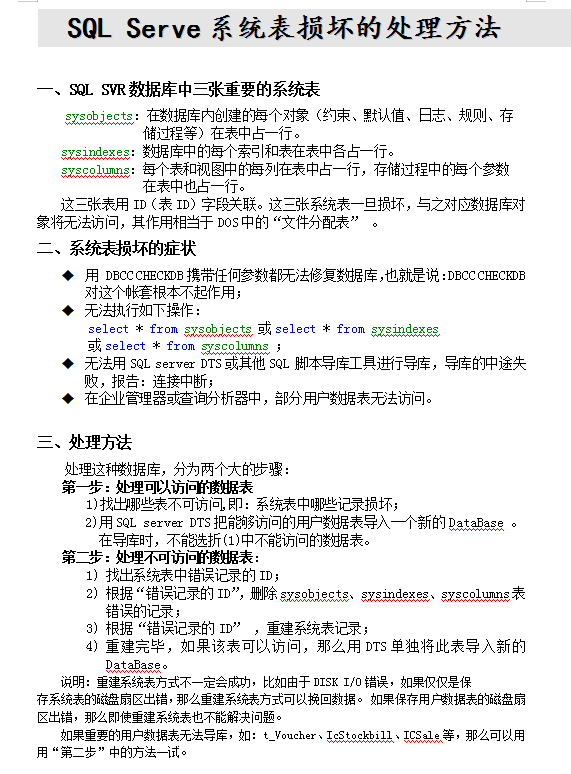 SQL Serve 系统表损坏的处理方法
一、SQL SVR 数据库中三张重要的系统表
sysobjects：在数据库内创建的每个对象（约束、默认值、日志、规则、存
储过程等）在表中占一行。
sysindexes：数据库中的每个索引和表在表中各占一行。
syscolumns：每个表和视图中的每列在表中占一行，存储过程中的每个参数
在表中也占一行。
这三张表用 ID（表 ID）字段关联。这三张系统表一旦损坏，与之对应数据库对
象将无法访问，其作用相当于 DOS 中的“文件分配表” 。
二、系统表损坏的症状
◆ 用 DBCC CHECKDB 携带任何参数都无法修复数据库，也就是说：DBCC CHECKDB
对这个帐套根本不起作用；
◆ 无法执行如下操作：
select * from sysobjects 或 select * from sysindexes
或 select * from syscolumns ；
◆ 无法用 SQL server DTS 或其他 SQL 脚本导库工具进行导库，导库的中途失
败，报告：连接中断；
◆ 在企业管理器或查询分析器中，部分用户数据表无法访问。
三、处理方法
处理这种数据库，分为两个大的步骤：
第一步：处理可以访问的数据表
1)找出哪些表不可访问,即：系统表中哪些记录损坏；
2)用 SQL server DTS 把能够访问的用户数据表导入一个新的 DataBase 。
在导库时，不能选折(1)中不能访问的数据表。
第二步：处理不可访问的数据表：
1) 找出系统表中错误记录的 ID；
2) 根据“错误记录的 ID”，删除 sysobjects、sysindexes、syscolumns 表
错误的记录；
3) 根据“错误记录的 ID” ，重建系统表记录；
4) 重建完毕，如果该表可以访问，那么用 DTS 单独将此表导入新的
DataBase。
说明：重建系统表方式不一定会成功，比如由于 DISK I/O 错误，如果仅仅是保
存系统表的磁盘扇区出错，那么重建系统表方式可以挽回数据。 如果保存用户数据表的磁盘扇
区出错，那么即使重建系统表也不能解决问题。
如果重要的用户数据表无法导库，如：t_Voucher、IcStockbill、ICSale 等，那么可以用
用“第二步”中的方法一试。